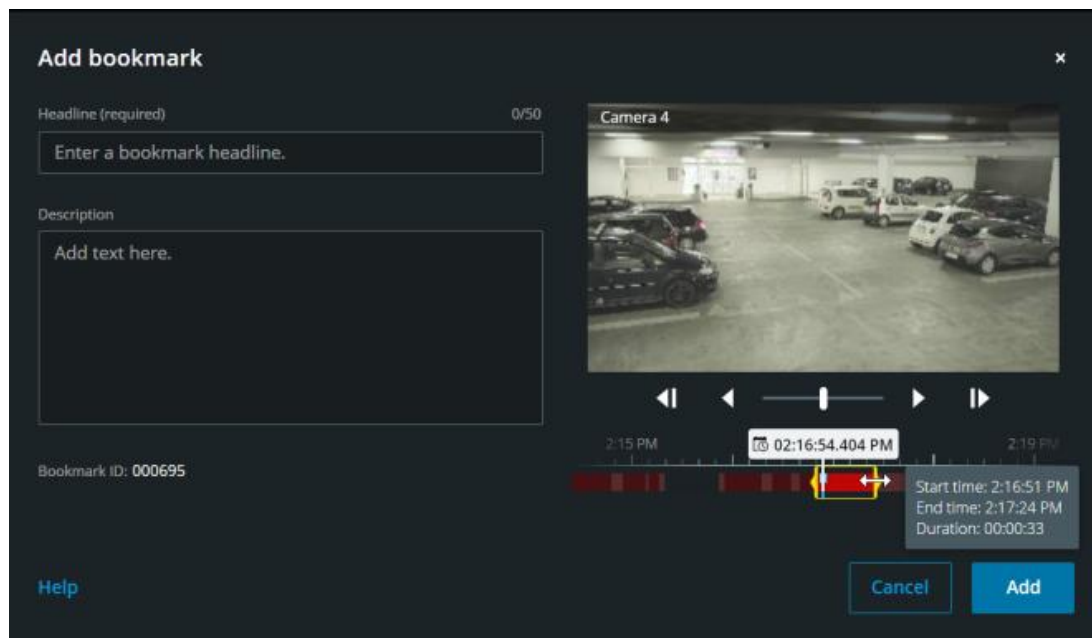 Add bookmark
×
Headline (required) 0/50
Enter a bookmark headline.
Description
Add text here.
Bookmark ID: 000695
Camera 4
2:15 PM 02:16:54.404 PM 2:19 PM
Start time: 2:16:51 PM
End time: 2:17:24 PM
Duration: 00:00:33
Help Cancel Add